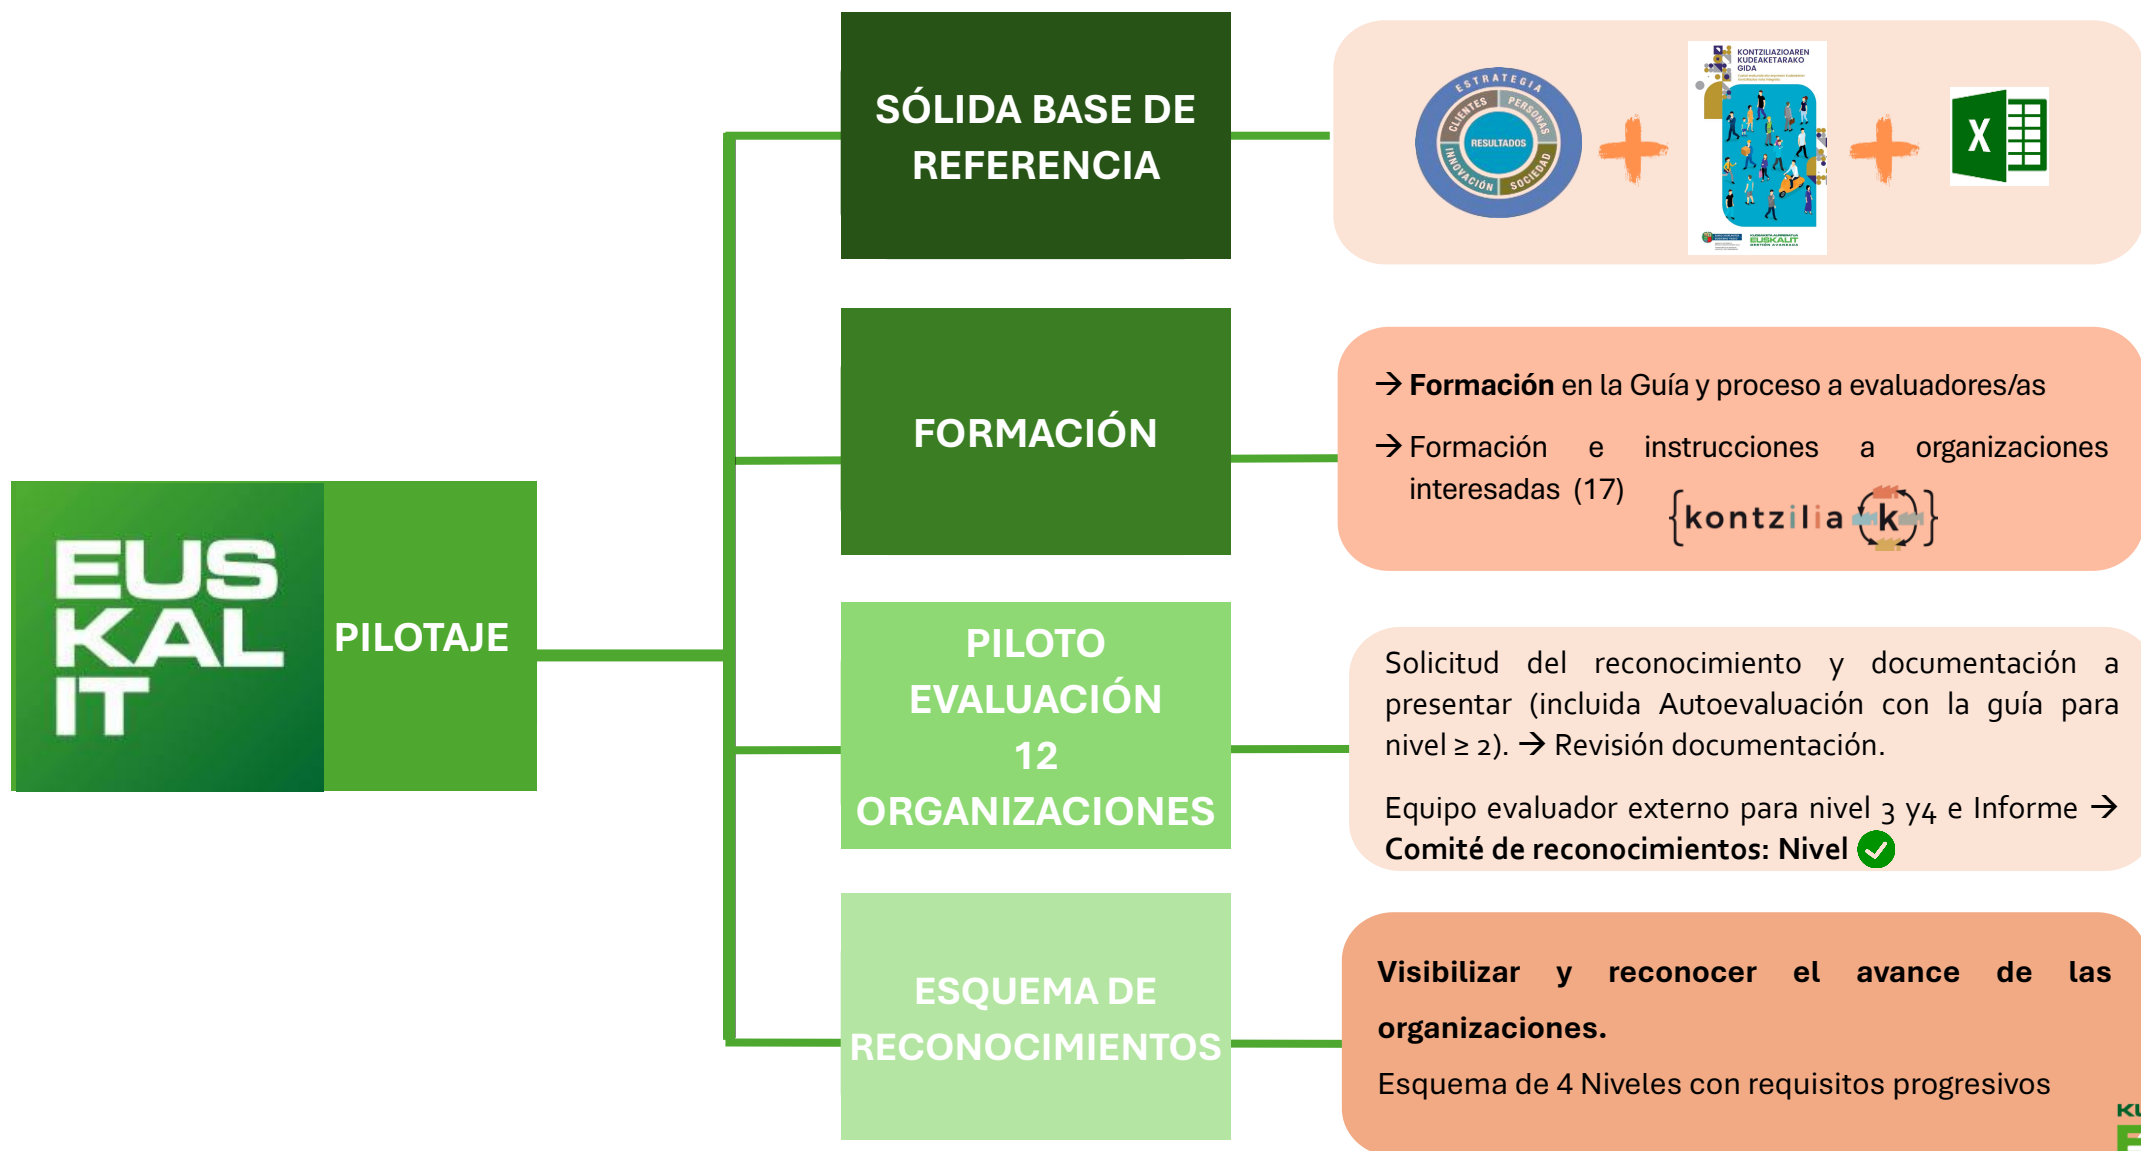 EUS
KAL
IT
PILOTAJE
SÓLIDA BASE DE
REFERENCIA
ESTRATEGIA
CLIENTES
PERSONAS
RESULTADOS
INNOVACIÓN
SOCIEDAD
KONTZILIAZIOAREN
KUDEAKETARAKO
GIDA
EUSKALIT
GESTIÓN AVANZADA
X
FORMACIÓN
→ Formación en la Guía y proceso a evaluadores/as
→ Formación e instrucciones a organizaciones
interesadas (17)
{kontzilia k}
PILOTO
EVALUACIÓN
12
ORGANIZACIONES
Solicitud del reconocimiento y documentación a
presentar (incluida Autoevaluación con la guía para
nivel ≥ 2). → Revisión documentación.
Equipo evaluador externo para nivel 3 y4 e Informe →
Comité de reconocimientos: Nivel
ESQUEMA DE
RECONOCIMIENTOS
Visibilizar y reconocer el avance de las
organizaciones.
Esquema de 4 Niveles con requisitos progresivos